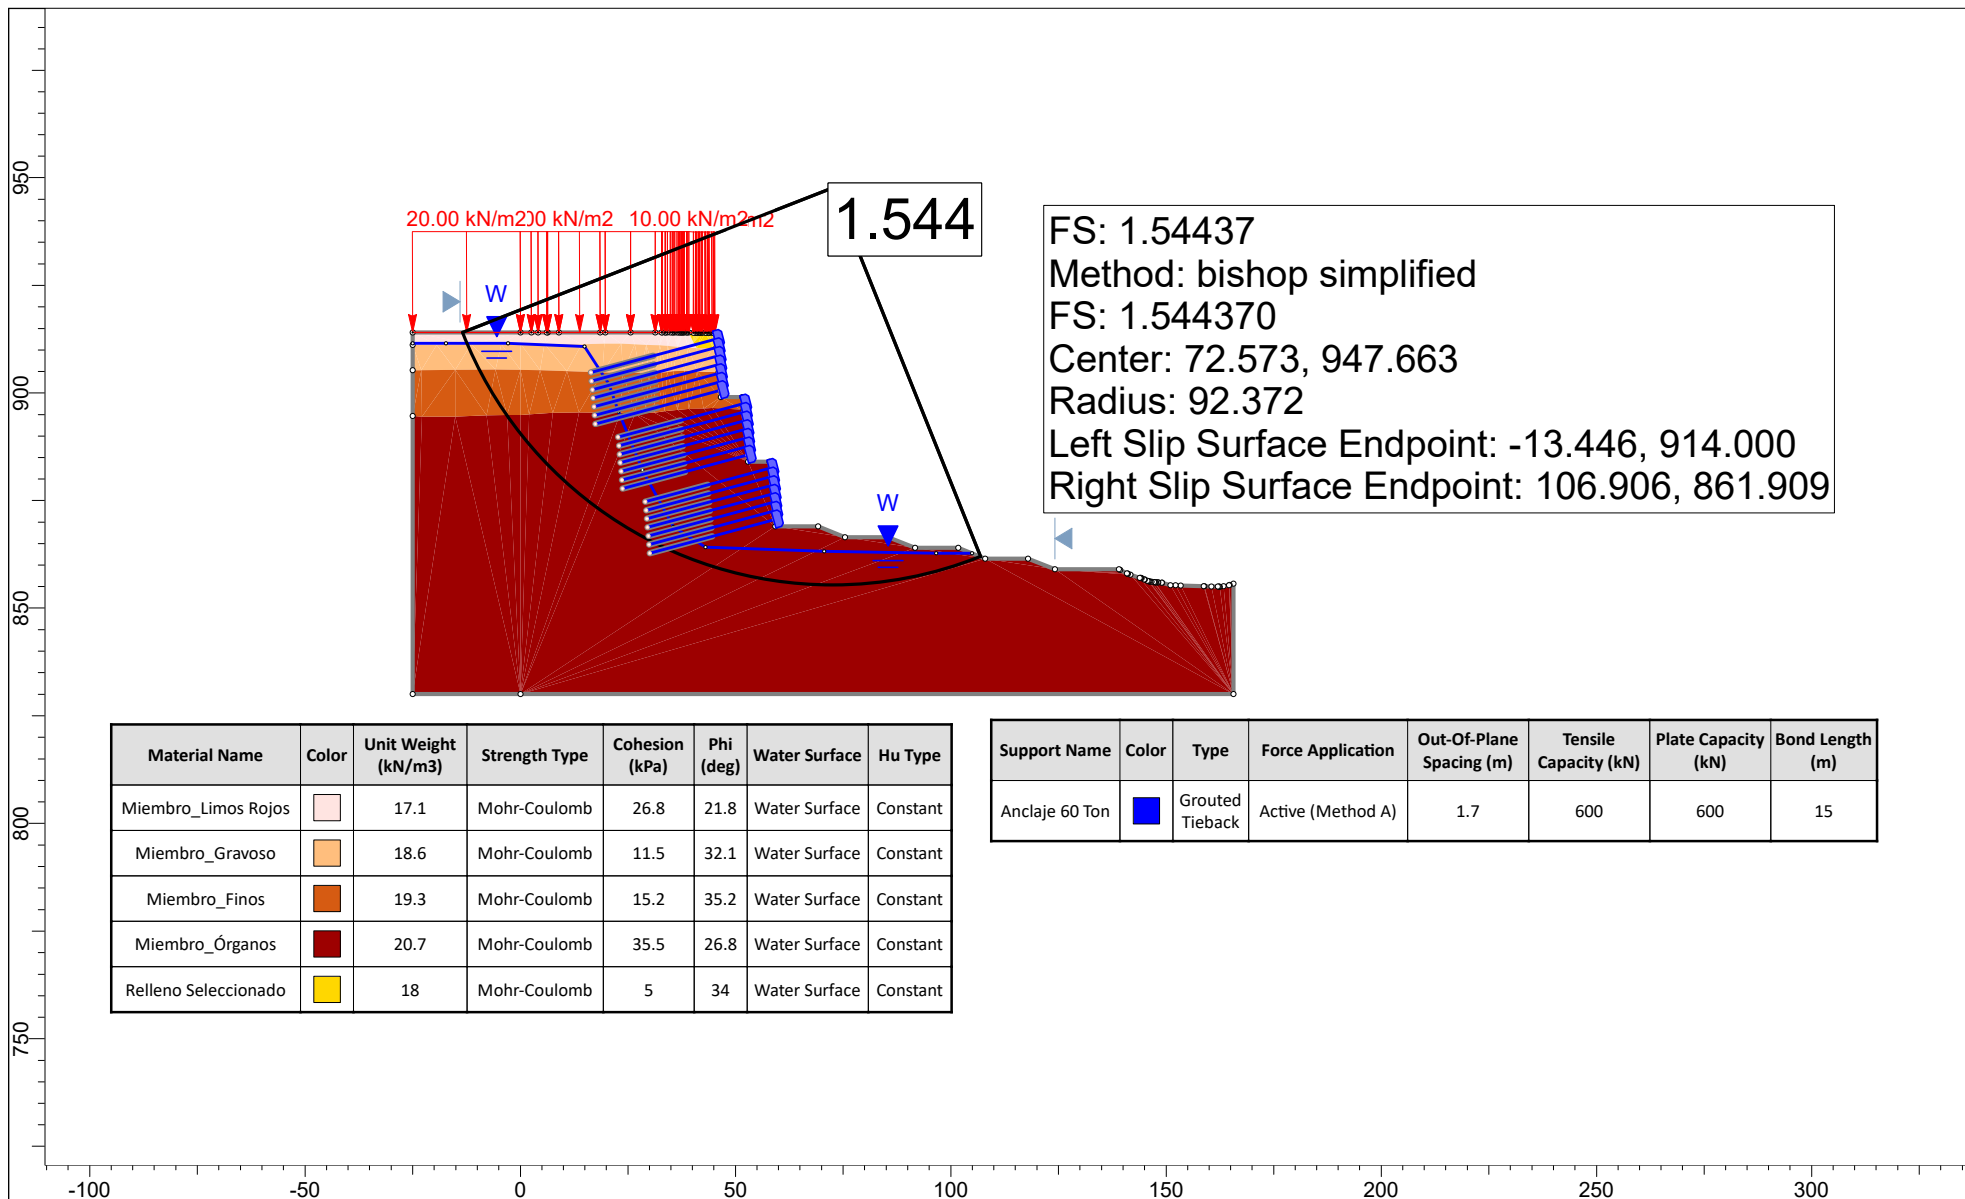 950
900
850
800
750
20.00 kN/m2
00 kN/m2
10.00 kN/m2
W
W
1.544
FS: 1.54437
Method: bishop simplified
FS: 1.544370
Center: 72.573, 947.663
Radius: 92.372
Left Slip Surface Endpoint: -13.446, 914.000
Right Slip Surface Endpoint: 106.906, 861.909
Material Name Color Unit Weight (kN/m3) Strength Type Cohesion (kPa) Phi (deg) Water Surface Hu Type
Miembro_Limos Rojos 17.1 Mohr-Coulomb 26.8 21.8 Water Surface Constant
Miembro_Gravoso 18.6 Mohr-Coulomb 11.5 32.1 Water Surface Constant
Miembro_Finos 19.3 Mohr-Coulomb 15.2 35.2 Water Surface Constant
Miembro_Órganos 20.7 Mohr-Coulomb 35.5 26.8 Water Surface Constant
Relleno Seleccionado 18 Mohr-Coulomb 5 34 Water Surface Constant
Support Name Color Type Force Application Out-Of-Plane Spacing (m) Tensile Capacity (kN) Plate Capacity (kN) Bond Length (m)
Anclaje 60 Ton Grouted Tieback Active (Method A) 1.7 600 600 15
-100 -50 0 50 100 150 200 250 300